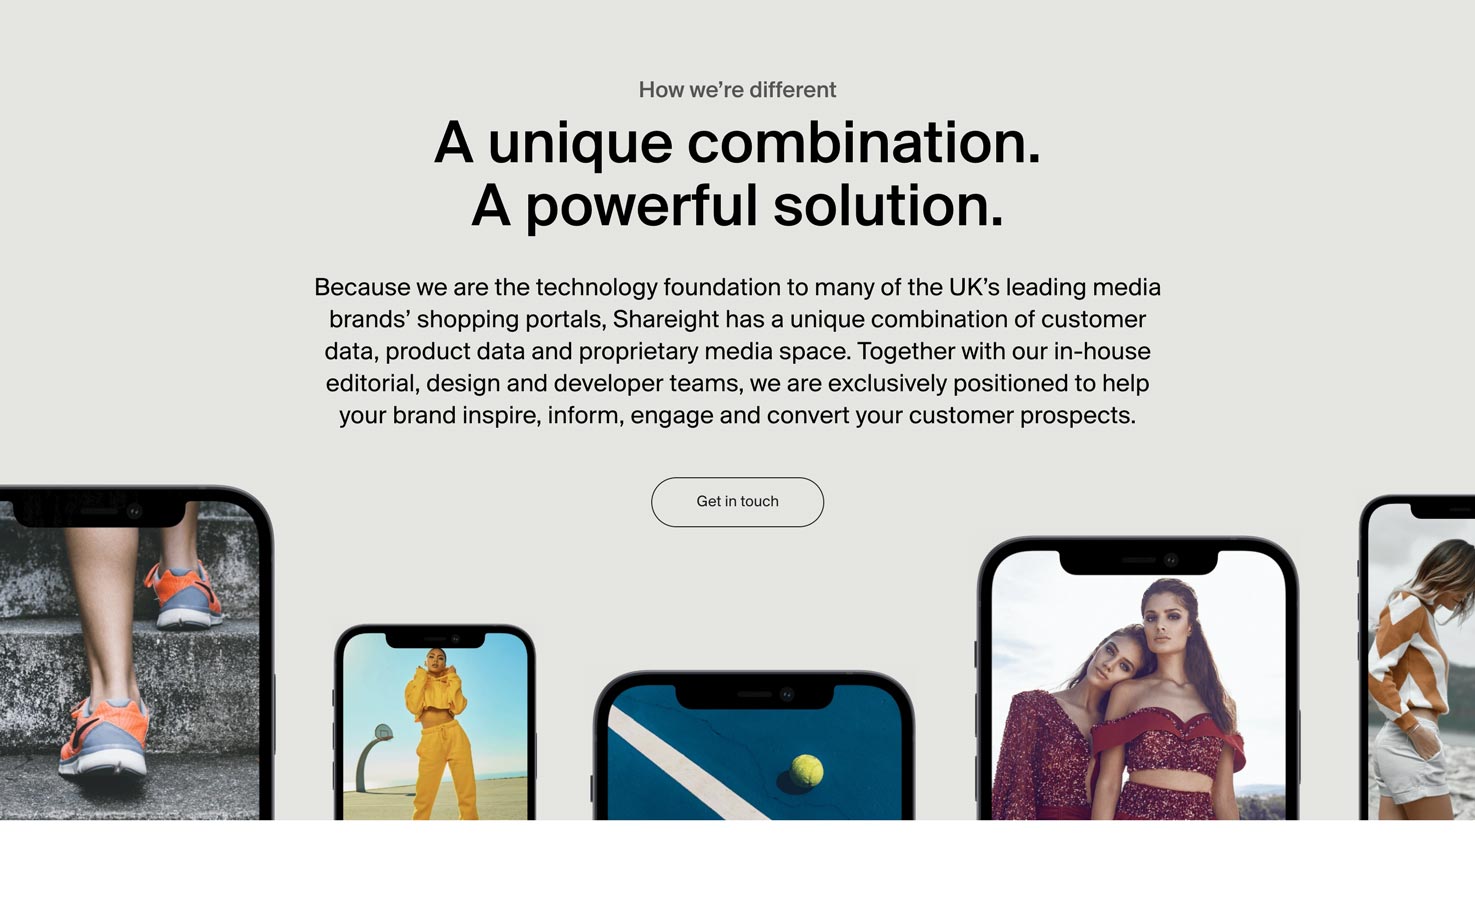 How we’re different
A unique combination.
A powerful solution.
Because we are the technology foundation to many of the UK’s leading media
brands’ shopping portals, Shareight has a unique combination of customer
data, product data and proprietary media space. Together with our in-house
editorial, design and developer teams, we are exclusively positioned to help
your brand inspire, inform, engage and convert your customer prospects.
Get in touch